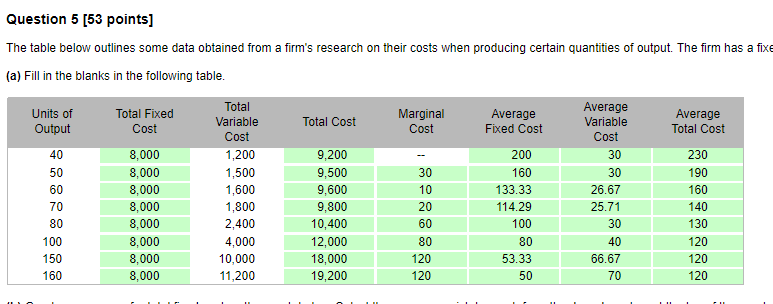 Question 5 [53 points]
The table below outlines some data obtained from a firm's research on their costs when producing certain quantities of output. The firm has a fixe
(a) Fill in the blanks in the following table.
Units of Output Total Fixed Cost Total Variable Cost Total Cost Marginal Cost Average Fixed Cost Average Variable Cost Average Total Cost
40 8,000 1,200 9,200 -- 200 30 230
50 8,000 1,500 9,500 30 160 30 190
60 8,000 1,600 9,600 10 133.33 26.67 160
70 8,000 1,800 9,800 20 114.29 25.71 140
80 8,000 2,400 10,400 60 100 30 130
100 8,000 4,000 12,000 80 80 40 120
150 8,000 10,000 18,000 120 53.33 66.67 120
160 8,000 11,200 19,200 120 50 70 120